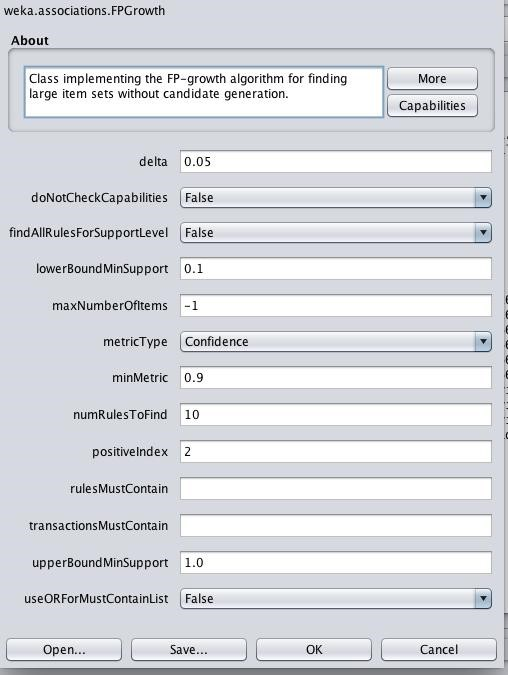 weka.associations.FPGrowth
About
Class implementing the FP-growth algorithm for finding
large item sets without candidate generation.
More
Capabilities
delta 0.05
doNotCheckCapabilities False
findAllRulesForSupportLevel False
lowerBoundMinSupport 0.1
maxNumberOfItems -1
metricType Confidence
minMetric 0.9
numRulesToFind 10
positiveIndex 2
rulesMustContain
transactionsMustContain
upperBoundMinSupport 1.0
useORForMustContainList False
Open... Save... OK Cancel